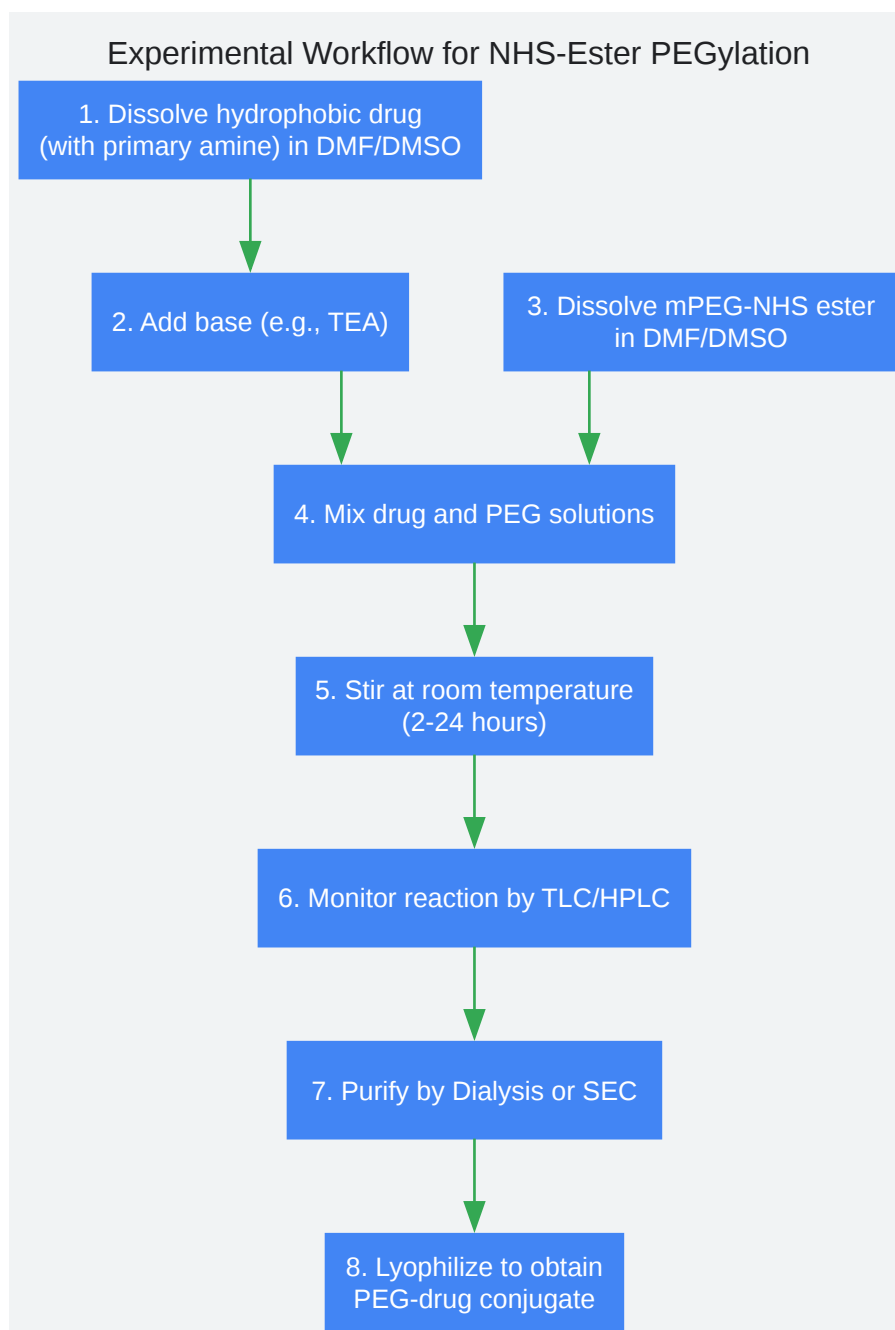 Experimental Workflow for NHS-Ester PEGylation
1. Dissolve hydrophobic drug
(with primary amine) in DMF/DMSO
2. Add base (e.g., TEA)
3. Dissolve mPEG-NHS ester
in DMF/DMSO
4. Mix drug and PEG solutions
5. Stir at room temperature
(2-24 hours)
6. Monitor reaction by TLC/HPLC
7. Purify by Dialysis or SEC
8. Lyophilize to obtain
PEG-drug conjugate